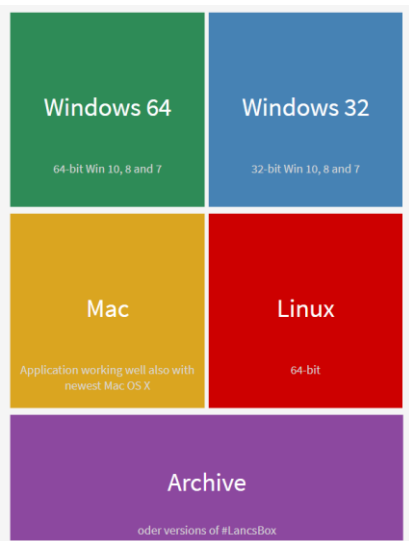 Windows 64
64-bit Win 10, 8 and 7
Windows 32
32-bit Win 10, 8 and 7
Mac
Application working well also with
newest Mac OS X
Linux
64-bit
Archive
oder versions of #LancsBox